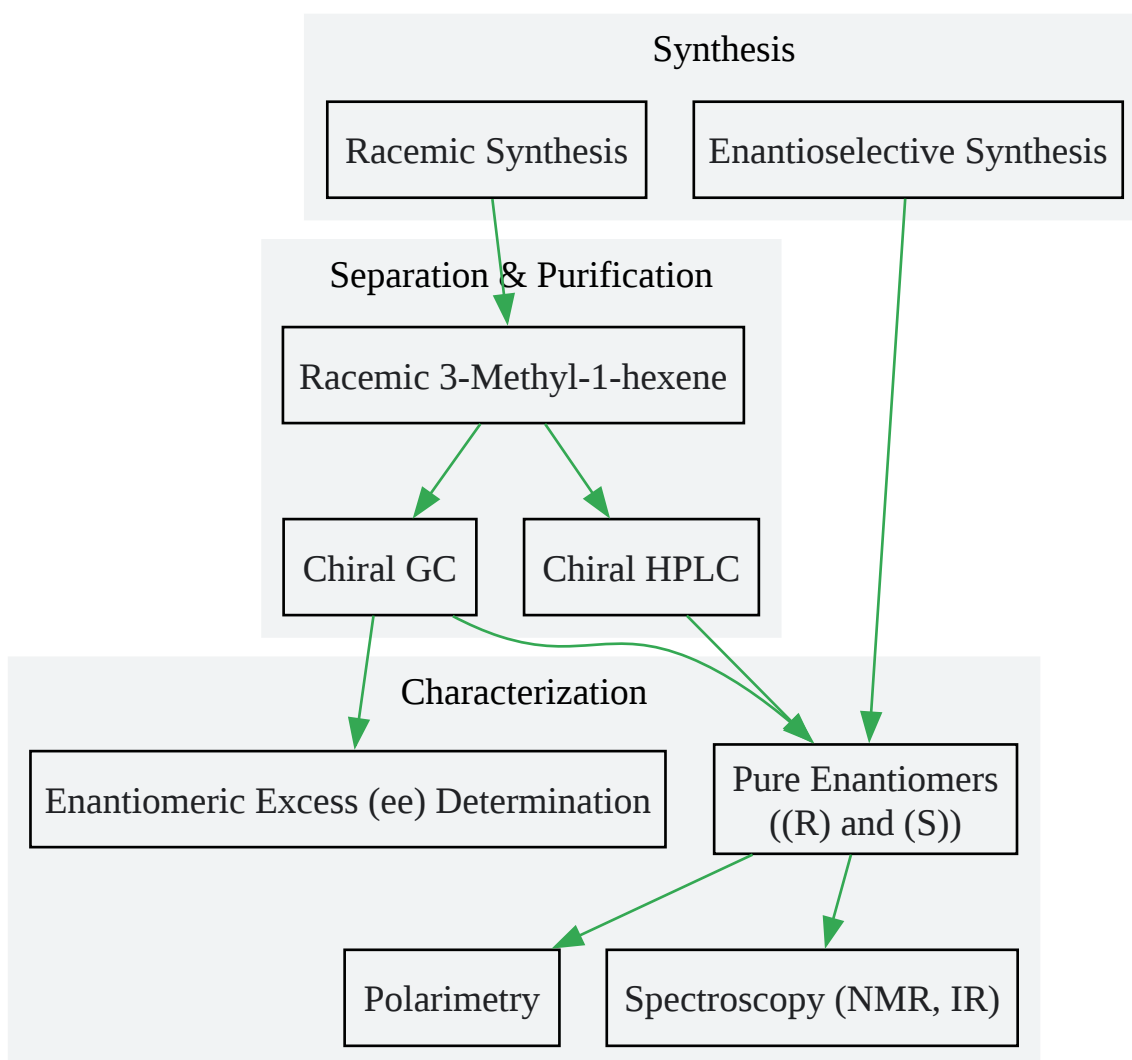 Synthesis
Racemic Synthesis
Enantioselective Synthesis
Separation & Purification
Racemic 3-Methyl-1-hexene
Chiral GC
Chiral HPLC
Characterization
Enantiomeric Excess (ee) Determination
Pure Enantiomers
((R) and (S))
Polarimetry
Spectroscopy (NMR, IR)